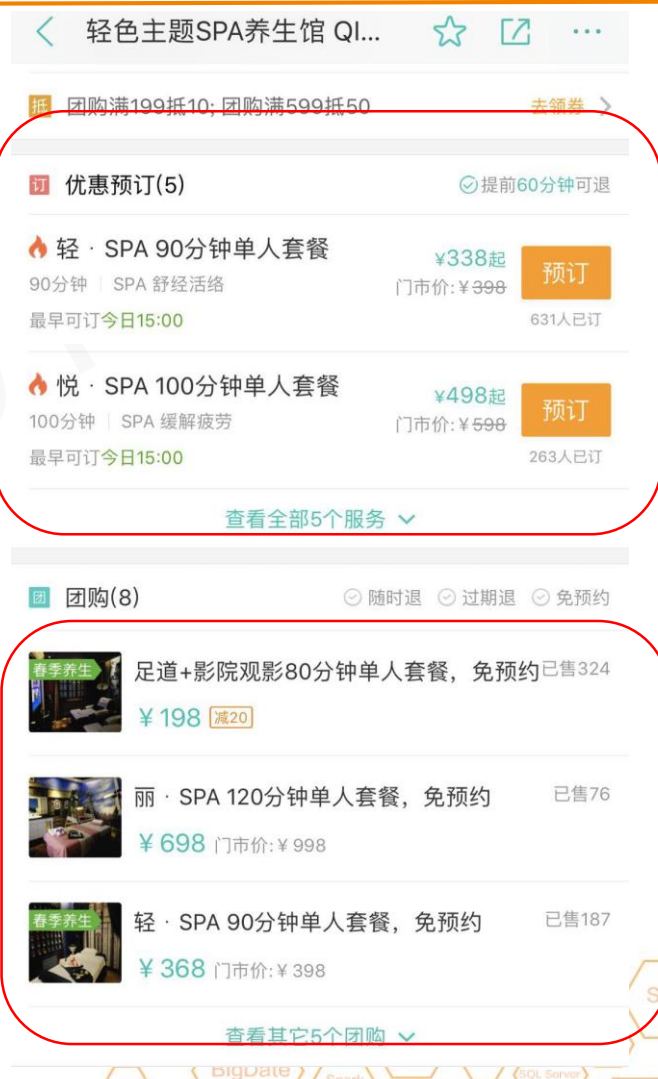 轻色主题SPA养生馆 QI...
抵 团购满199抵10; 团购满599抵50 去领券
订 优惠预订(5) 提前60分钟可退
轻 · SPA 90分钟单人套餐
¥338起 预订
90分钟 SPA 舒经活络
门市价:¥398
最早可订今日15:00
631人已订
悦 · SPA 100分钟单人套餐
¥498起 预订
100分钟 SPA 缓解疲劳
门市价:¥598
最早可订今日15:00
263人已订
查看全部5个服务
团 团购(8) 随时退 过期退 免预约
春季养生
足道+影院观影80分钟单人套餐，免预约 已售324
¥198 减20
丽 · SPA 120分钟单人套餐，免预约 已售76
¥698 门市价:¥998
春季养生
轻 · SPA 90分钟单人套餐，免预约 已售187
¥368 门市价:¥398
查看其它5个团购
BigDate
SQL Server